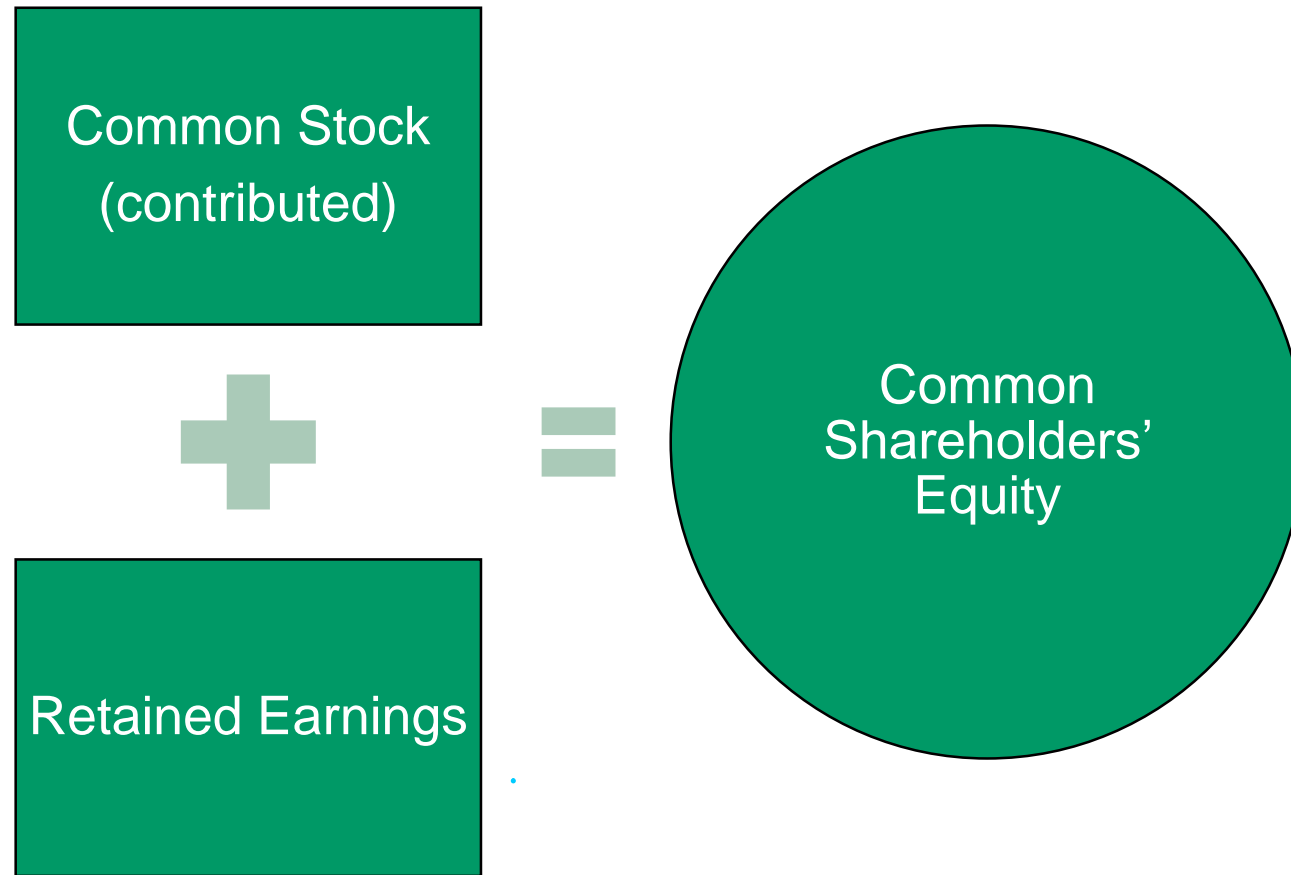 Common Stock
(contributed)
Common
Shareholders’
Equity
Retained Earnings